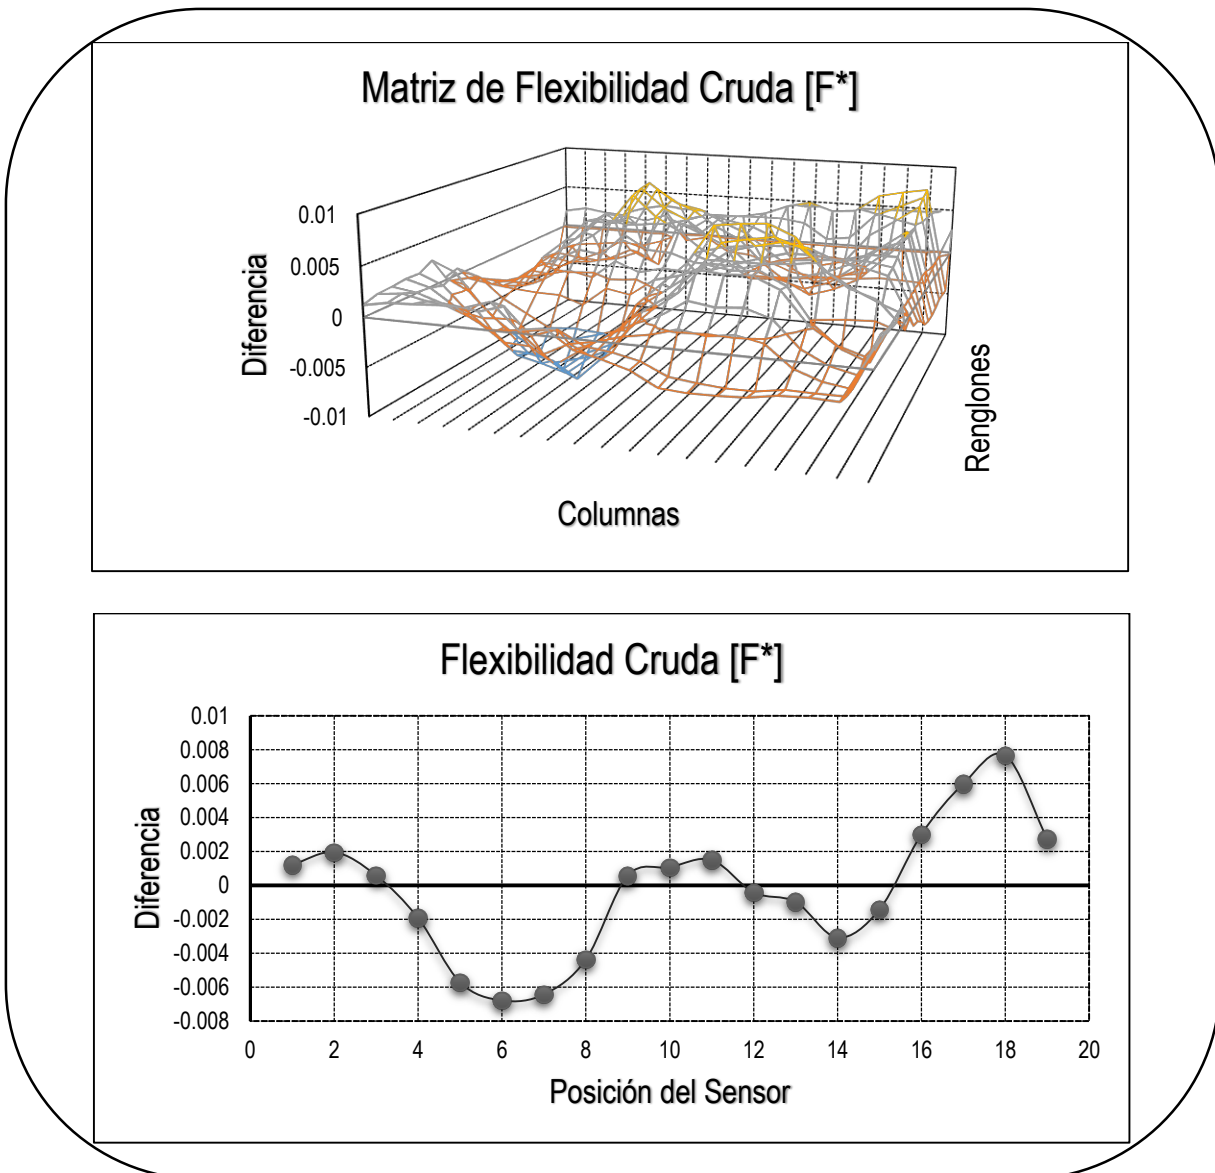 Matriz de Flexibilidad Cruda [F*]
0.01
0.005
0
-0.005
-0.01
Diferencia
Renglones
Columnas
Flexibilidad Cruda [F*]
0.01
0.008
0.006
0.004
0.002
0
-0.002
-0.004
-0.006
-0.008
Diferencia
0 2 4 6 8 10 12 14 16 18 20
Posición del Sensor